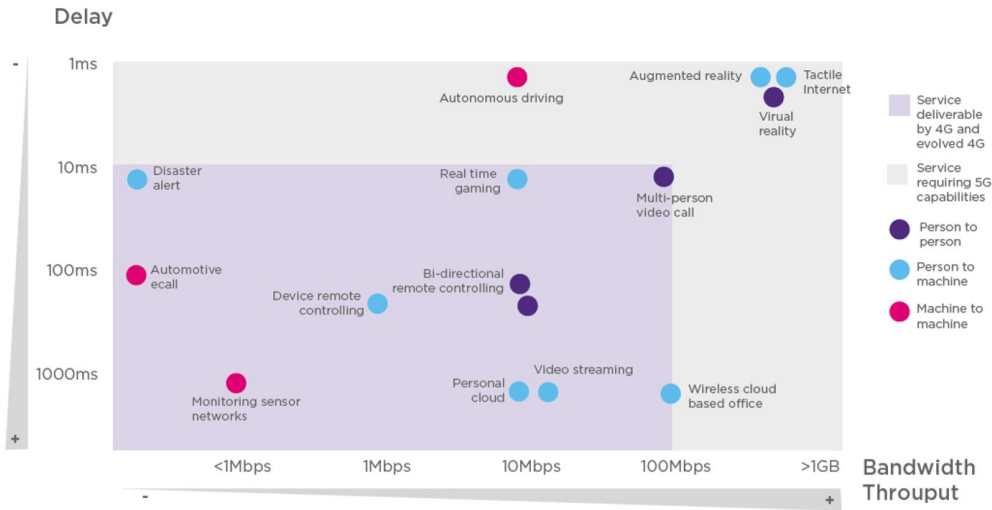 Delay
-
1ms
10ms
100ms
1000ms
+
Augmented reality
Tactile
Internet
Autonomous driving
Virual
reality
Disaster
alert
Real time
gaming
Multi-person
video call
Automotive
ecall
Bi-directional
remote controlling
Device remote
controlling
Video streaming
Personal
cloud
Wireless cloud
based office
Monitoring sensor
networks
<1Mbps
1Mbps
10Mbps
100Mbps
>1GB
-
+
Bandwidth
Throuput
Service
deliverable
by 4G and
evolved 4G
Service
requiring 5G
capabilities
Person to
person
Person to
machine
Machine to
machine